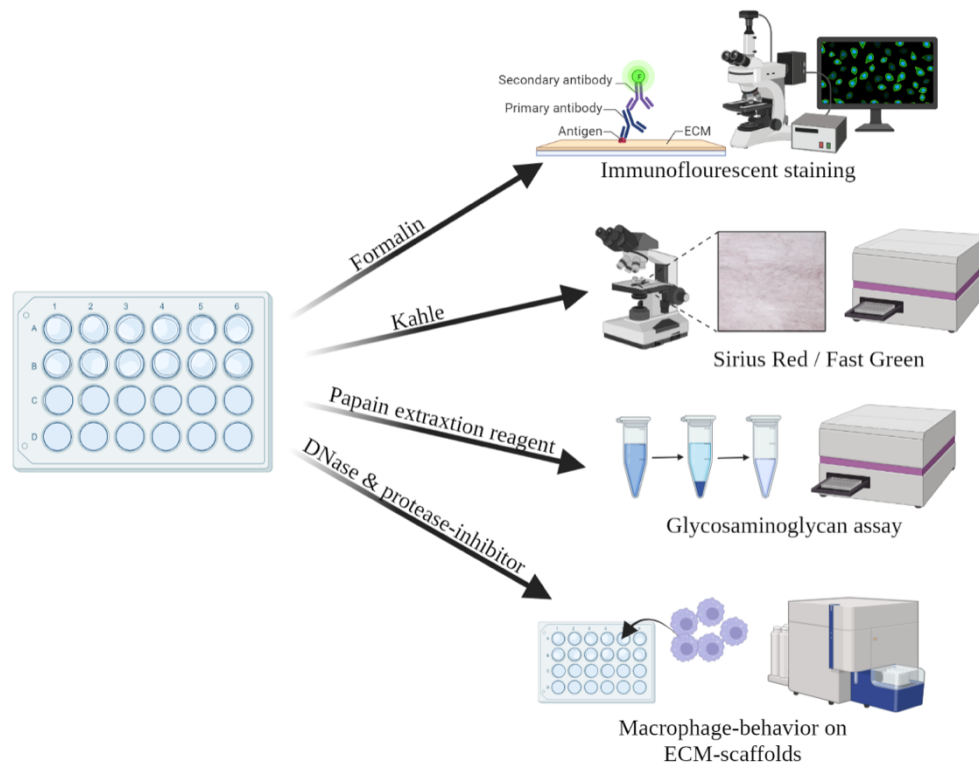 Secondary antibody
F
Primary antibody
Antigen
ECM
Immunoflourescent staining
Formalin
Kahle
Sirius Red / Fast Green
1 2 3 4 5 6
A
B
C
D
Papain extraxtion reagent
Glycosaminoglycan assay
DNase & protease-inhibitor
Macrophage-behavior on
ECM-scaffolds